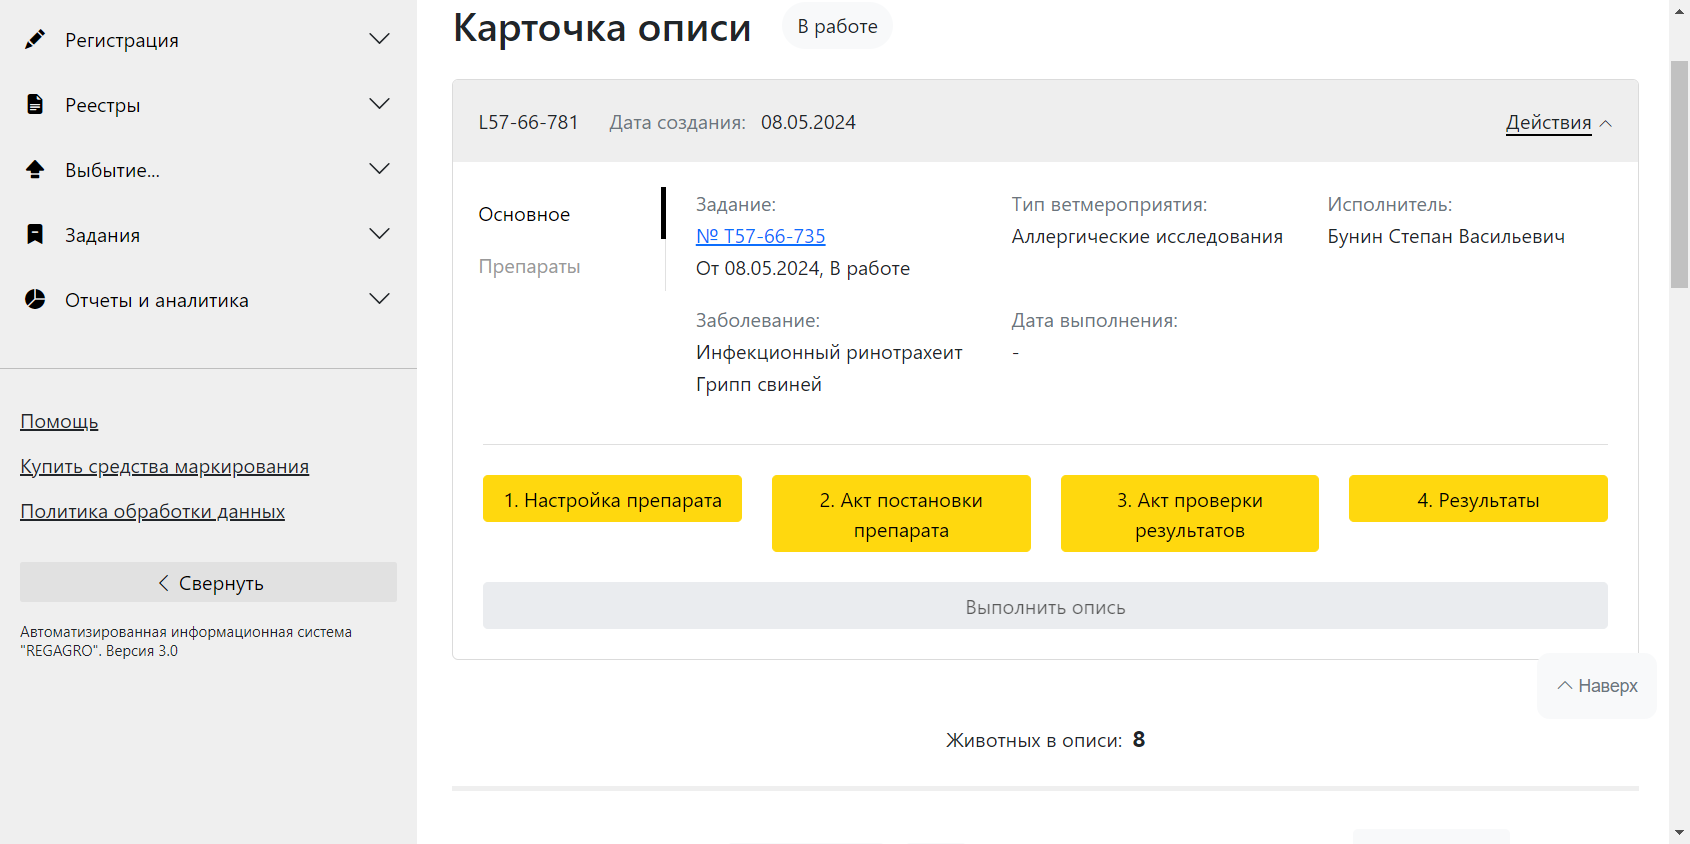 Регистрация
Реестры
Выбытие...
Задания
Отчеты и аналитика
Помощь
Купить средства маркирования
Политика обработки данных
Свернуть
Автоматизированная информационная система
"REGAGRO". Версия 3.0
Карточка описи
В работе
L57-66-781 Дата создания: 08.05.2024 Действия
Основное
Препараты
Задание:
№ T57-66-735
От 08.05.2024, В работе
Тип ветмероприятия:
Аллергические исследования
Исполнитель:
Бунин Степан Васильевич
Заболевание:
Инфекционный ринотрахеит
Грипп свиней
Дата выполнения:
-
1. Настройка препарата
2. Акт постановки
препарата
3. Акт проверки
результатов
4. Результаты
Выполнить опись
Наверх
Животных в описи: 8